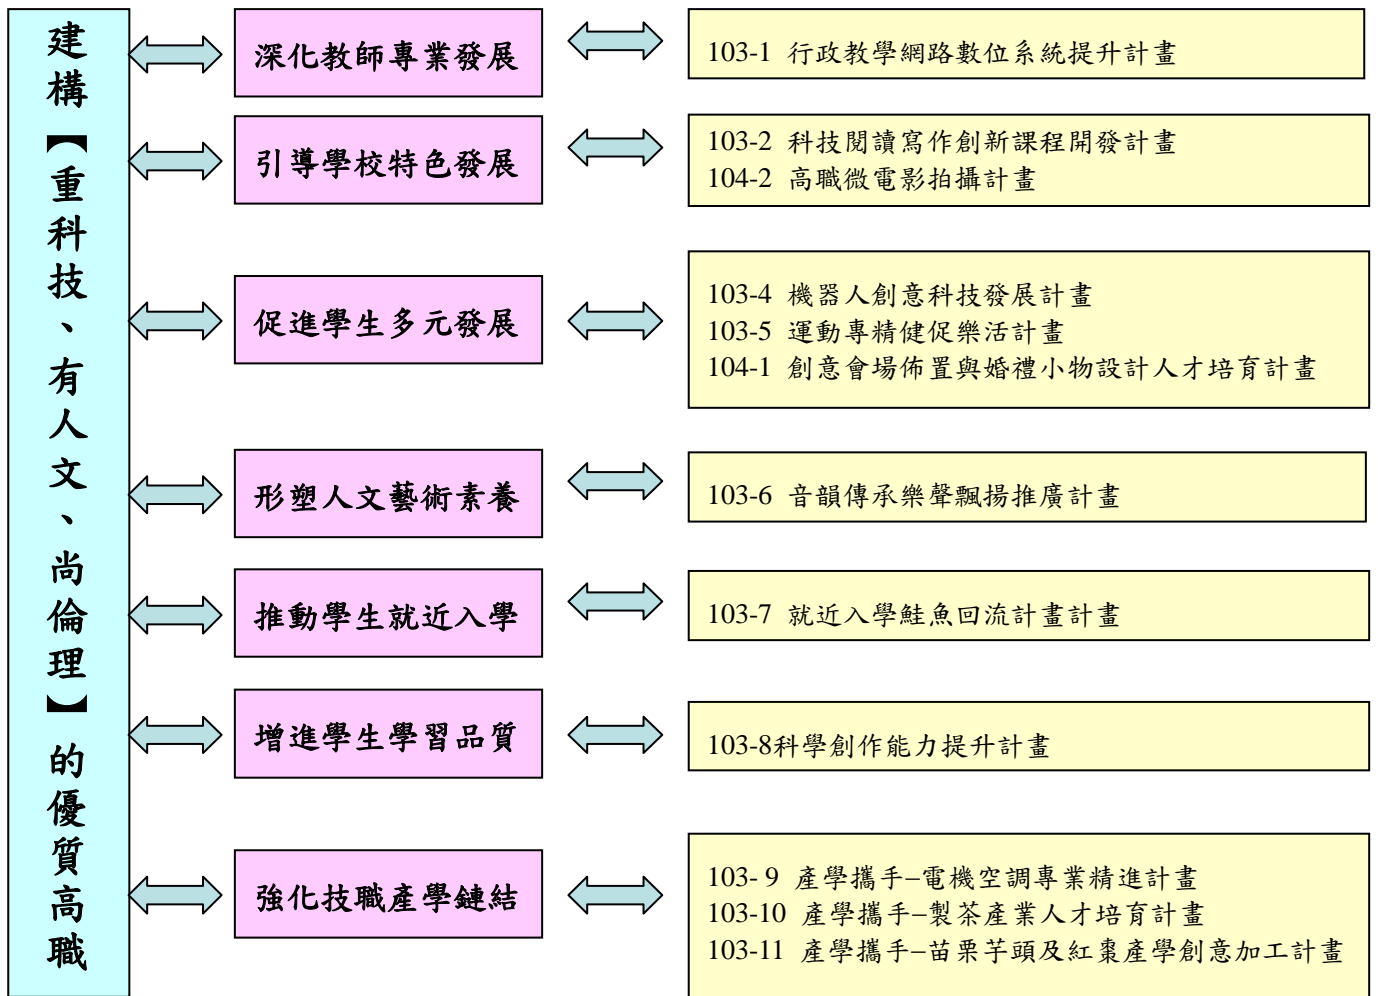 建構【重科技、有人文、尚倫理】的優質高職
深化教師專業發展
103-1 行政教學網路數位系統提升計畫
引導學校特色發展
103-2 科技閱讀寫作創新課程開發計畫
104-2 高職微電影拍攝計畫
促進學生多元發展
103-4 機器人創意科技發展計畫
103-5 運動專精健促樂活計畫
104-1 創意會場佈置與婚禮小物設計人才培育計畫
形塑人文藝術素養
103-6 音韻傳承樂聲飄揚推廣計畫
推動學生就近入學
103-7 就近入學鮭魚回流計畫計畫
增進學生學習品質
103-8科學創作能力提升計畫
強化技職產學鏈結
103- 9 產學攜手–電機空調專業精進計畫
103-10 產學攜手–製茶產業人才培育計畫
103-11 產學攜手–苗栗芋頭及紅棗產學創意加工計畫